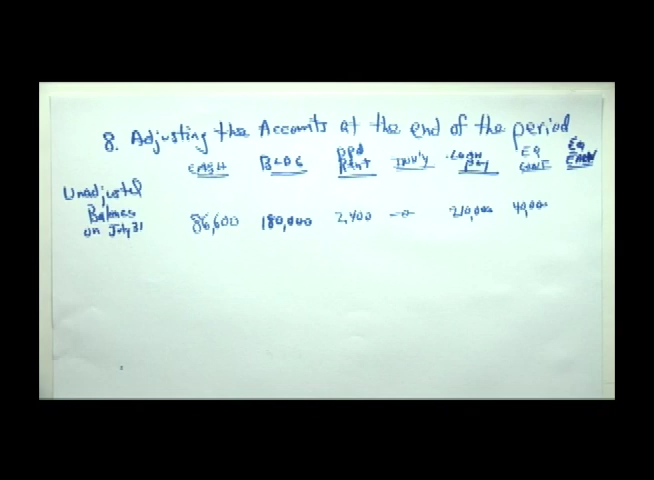 8. Adjusting the Accounts at the end of the period
CASH BLDG PPd Rent INV'Y LOAN Pay EQ CONT EQ EARN
Unadjusted
Balances
on July 31 86,600 180,000 2,400 -0- 210,000 40,000